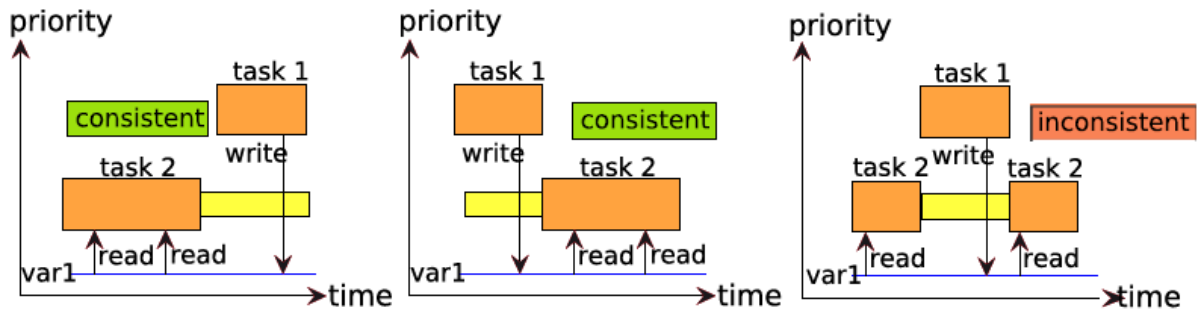 priority
task 1
consistent
write
task 2
read
read
var1
time
priority
task 1
consistent
write
task 2
read
read
var1
time
priority
task 1
inconsistent
write
task 2
task 2
read
read
var1
time